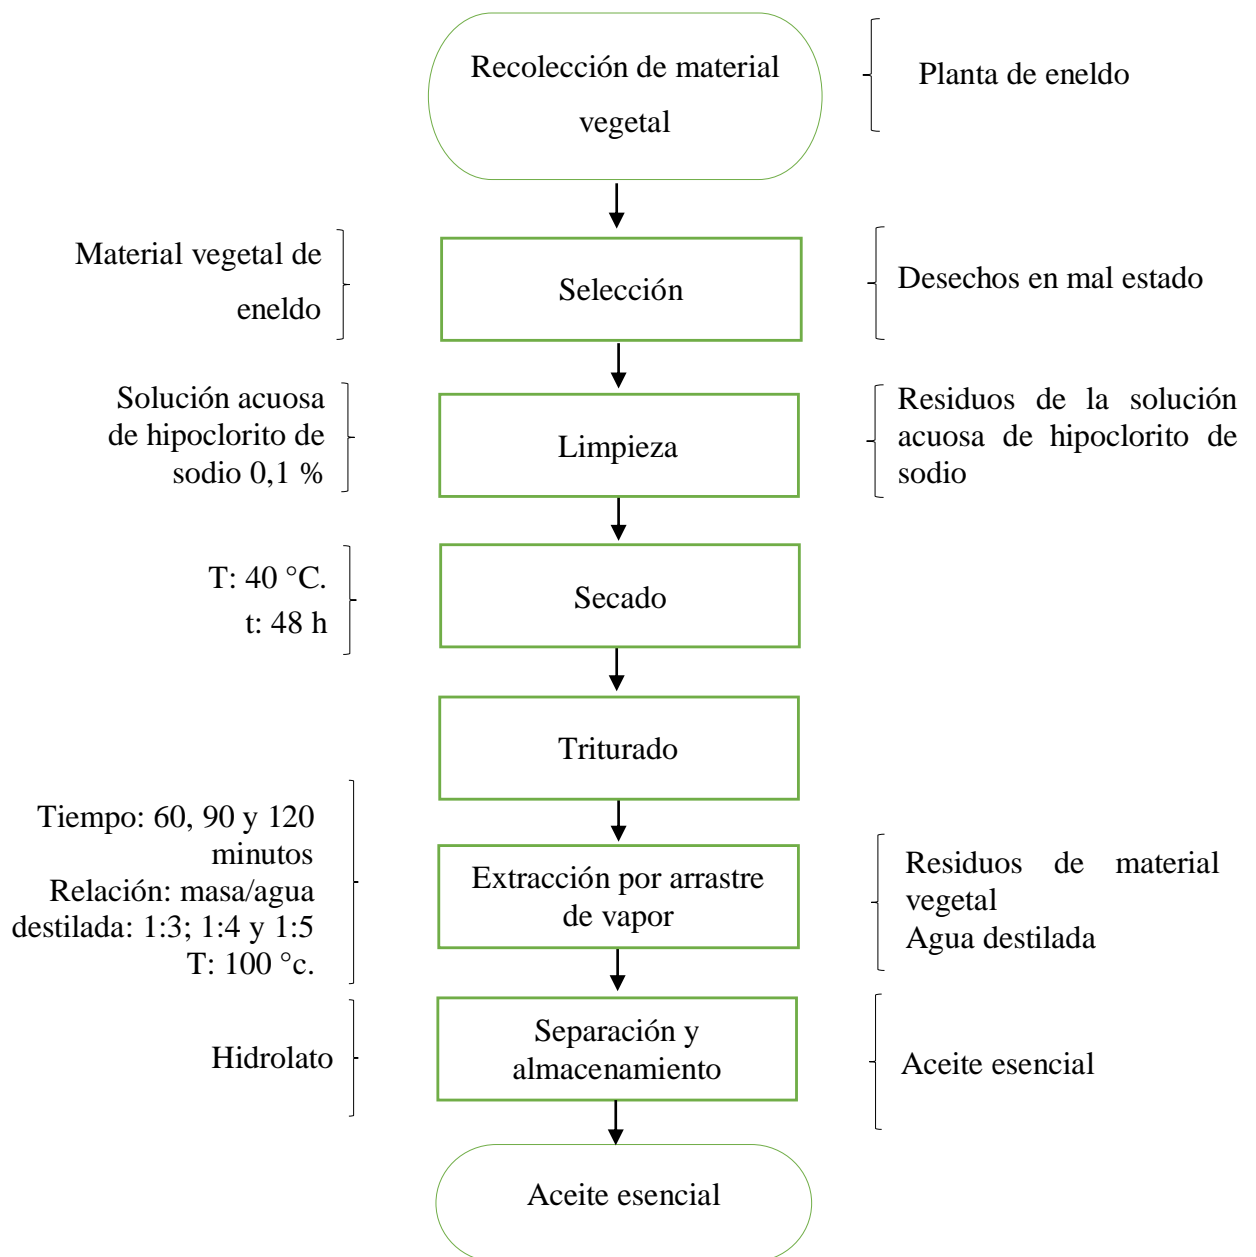 Recolección de material
vegetal
Planta de eneldo
Material vegetal de
eneldo
Selección
Desechos en mal estado
Solución acuosa
de hipoclorito de
sodio 0,1 %
Limpieza
Residuos de la solución
acuosa de hipoclorito de
sodio
T: 40 °C.
t: 48 h
Secado
Triturado
Tiempo: 60, 90 y 120
minutos
Relación: masa/agua
destilada: 1:3; 1:4 y 1:5
T: 100 °c.
Extracción por arrastre
de vapor
Residuos de material
vegetal
Agua destilada
Hidrolato
Separación y
almacenamiento
Aceite esencial
Aceite esencial